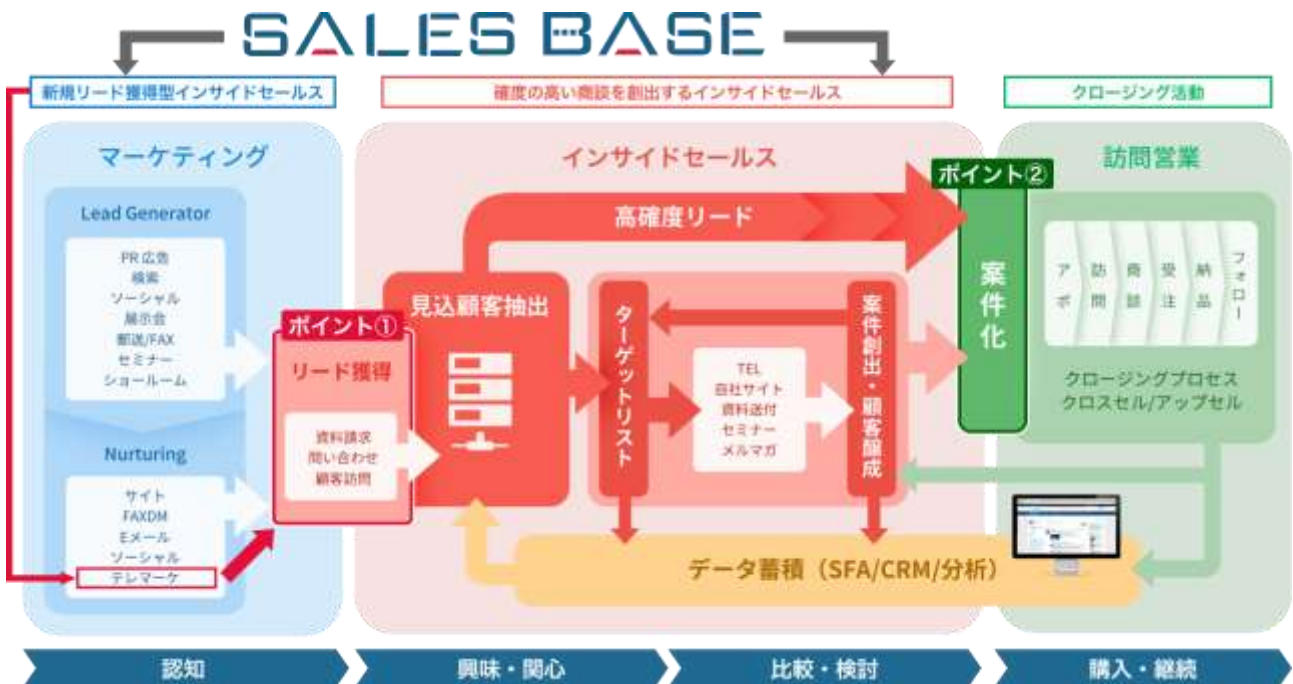 SALES BASE
新規リード獲得型インサイドセールス
確度の高い商談を創出するインサイドセールス
クロージング活動
マーケティング
Lead Generator
PR広告
検索
ソーシャル
展示会
郵送/FAX
セミナー
ショールーム
Nurturing
サイト
FAXDM
Eメール
ソーシャル
テレマーケ
ポイント①
リード獲得
資料請求
問い合わせ
顧客訪問
インサイドセールス
高確度リード
見込顧客抽出
ターゲットリスト
TEL
自社サイト
資料送付
セミナー
メルマガ
案件創出・顧客醸成
ポイント②
案件化
訪問営業
アポ
訪問
商談
受注
納品
フォロー
クロージングプロセス
クロスセル/アップセル
データ蓄積（SFA/CRM/分析）
認知
興味・関心
比較・検討
購入・継続